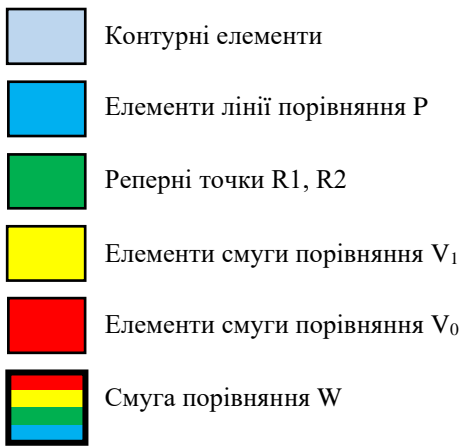 Контурні елементи
Елементи лінії порівняння P
Реперні точки R1, R2
Елементи смуги порівняння V₁
Елементи смуги порівняння V₀
Смуга порівняння W